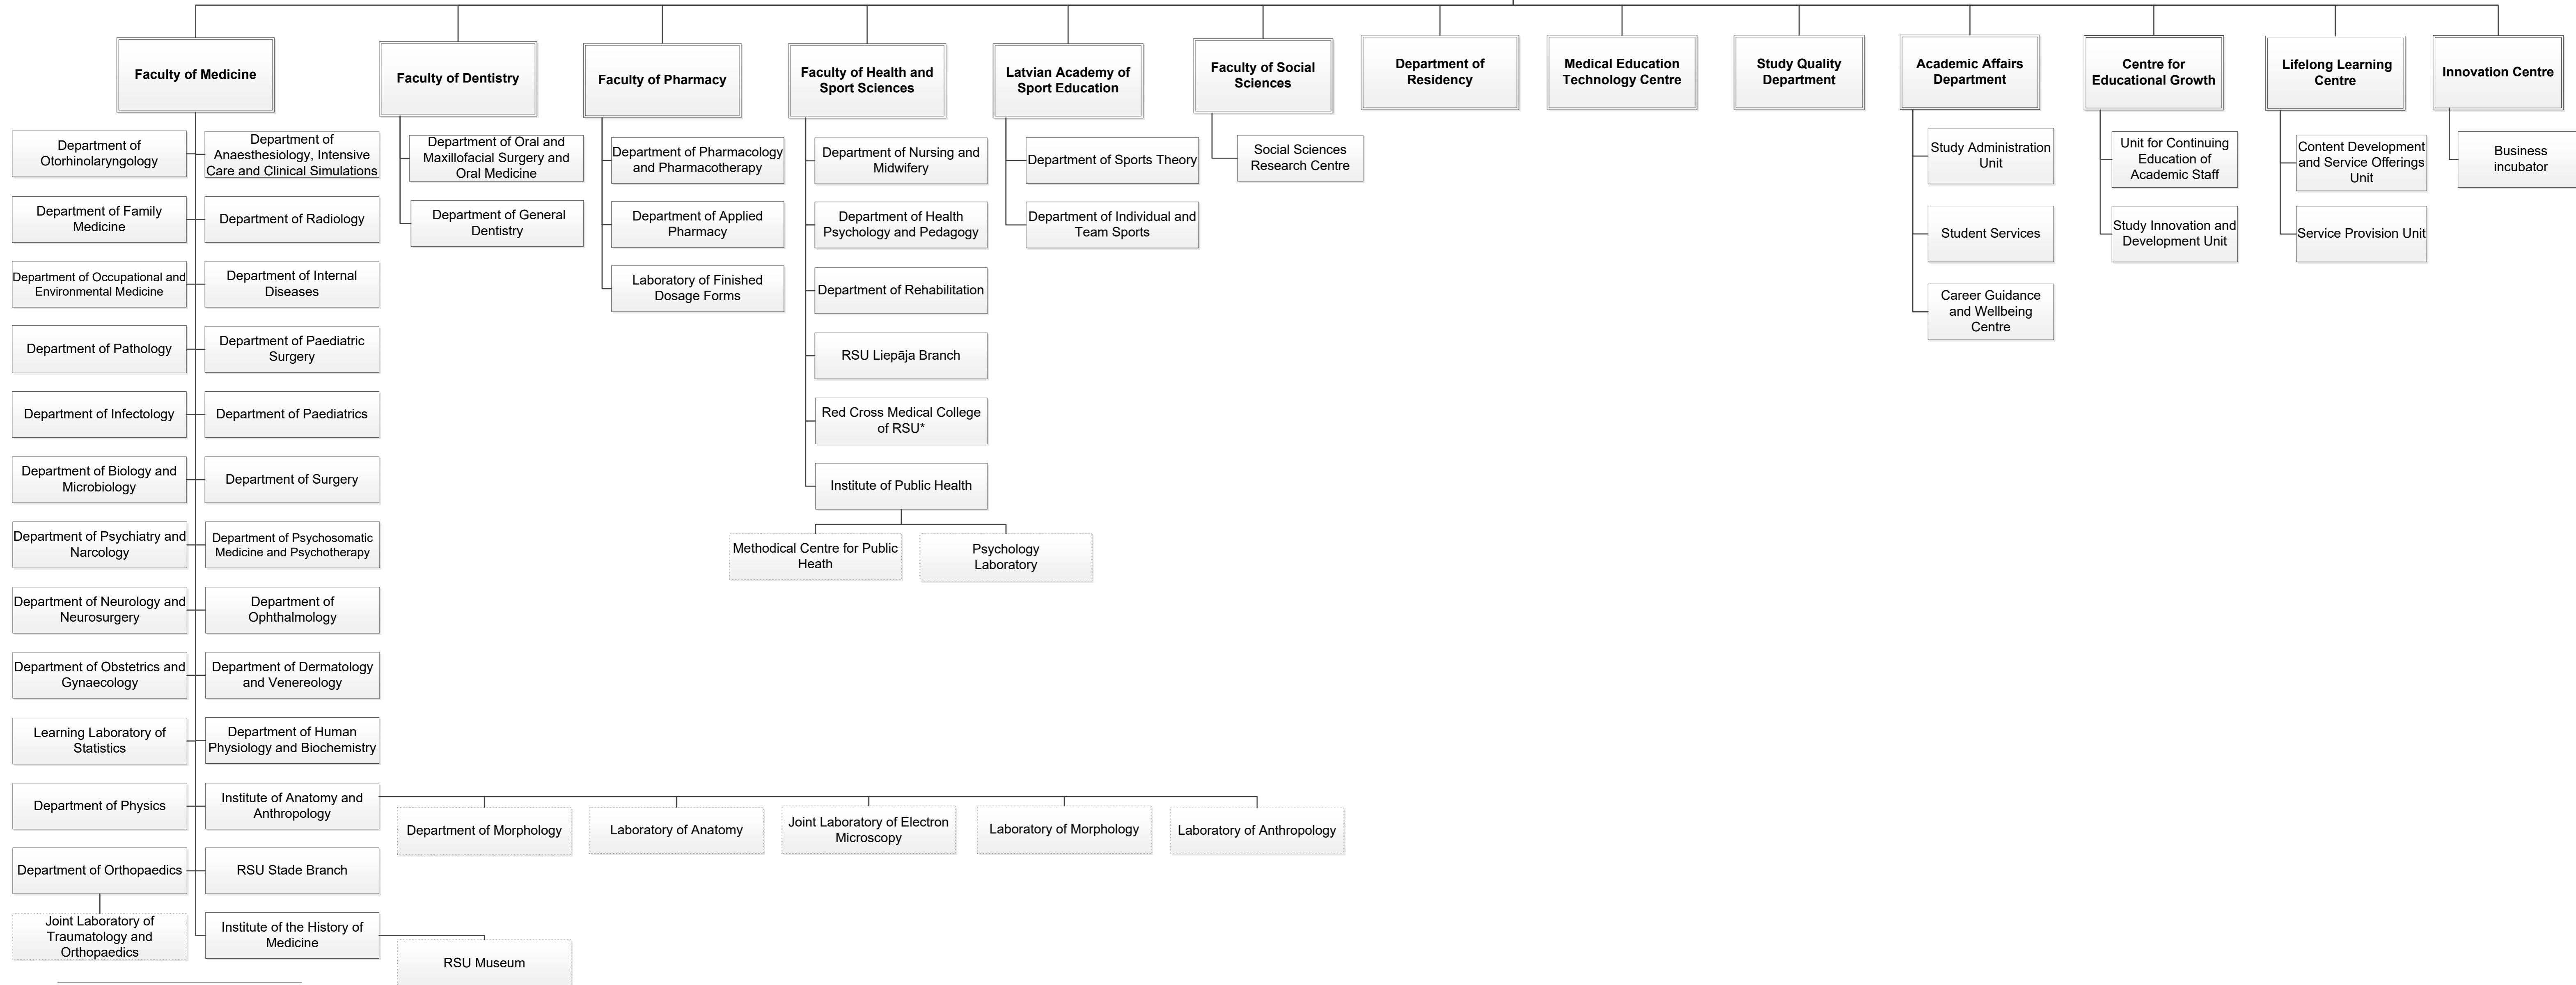 Faculty of Medicine
Faculty of Dentistry
Faculty of Pharmacy
Faculty of Health and
Sport Sciences
Latvian Academy of
Sport Education
Faculty of Social
Sciences
Department of
Residency
Medical Education
Technology Centre
Study Quality
Department
Academic Affairs
Department
Centre for
Educational Growth
Lifelong Learning
Centre
Innovation Centre
Department of
Otorhinolaryngology
Department of
Anaesthesiology, Intensive
Care and Clinical Simulations
Department of Family
Medicine
Department of Radiology
Department of Occupational and
Environmental Medicine
Department of Internal
Diseases
Department of Pathology
Department of Paediatric
Surgery
Department of Infectology
Department of Paediatrics
Department of Biology and
Microbiology
Department of Surgery
Department of Psychiatry and
Narcology
Department of Psychosomatic
Medicine and Psychotherapy
Department of Neurology and
Neurosurgery
Department of
Ophthalmology
Department of Obstetrics and
Gynaecology
Department of Dermatology
and Venereology
Learning Laboratory of
Statistics
Department of Human
Physiology and Biochemistry
Department of Physics
Institute of Anatomy and
Anthropology
Department of Morphology
Laboratory of Anatomy
Joint Laboratory of Electron
Microscopy
Laboratory of Morphology
Laboratory of Anthropology
Department of Orthopaedics
RSU Stade Branch
Joint Laboratory of
Traumatology and
Orthopaedics
Institute of the History of
Medicine
RSU Museum
Department of Oral and
Maxillofacial Surgery and
Oral Medicine
Department of General
Dentistry
Department of Pharmacology
and Pharmacotherapy
Department of Applied
Pharmacy
Laboratory of Finished
Dosage Forms
Department of Nursing and
Midwifery
Department of Health
Psychology and Pedagogy
Department of Rehabilitation
RSU Liepāja Branch
Red Cross Medical College
of RSU*
Institute of Public Health
Methodical Centre for Public
Heath
Psychology
Laboratory
Department of Sports Theory
Department of Individual and
Team Sports
Social Sciences
Research Centre
Study Administration
Unit
Student Services
Career Guidance
and Wellbeing
Centre
Unit for Continuing
Education of
Academic Staff
Study Innovation and
Development Unit
Content Development
and Service Offerings
Unit
Service Provision Unit
Business
incubator